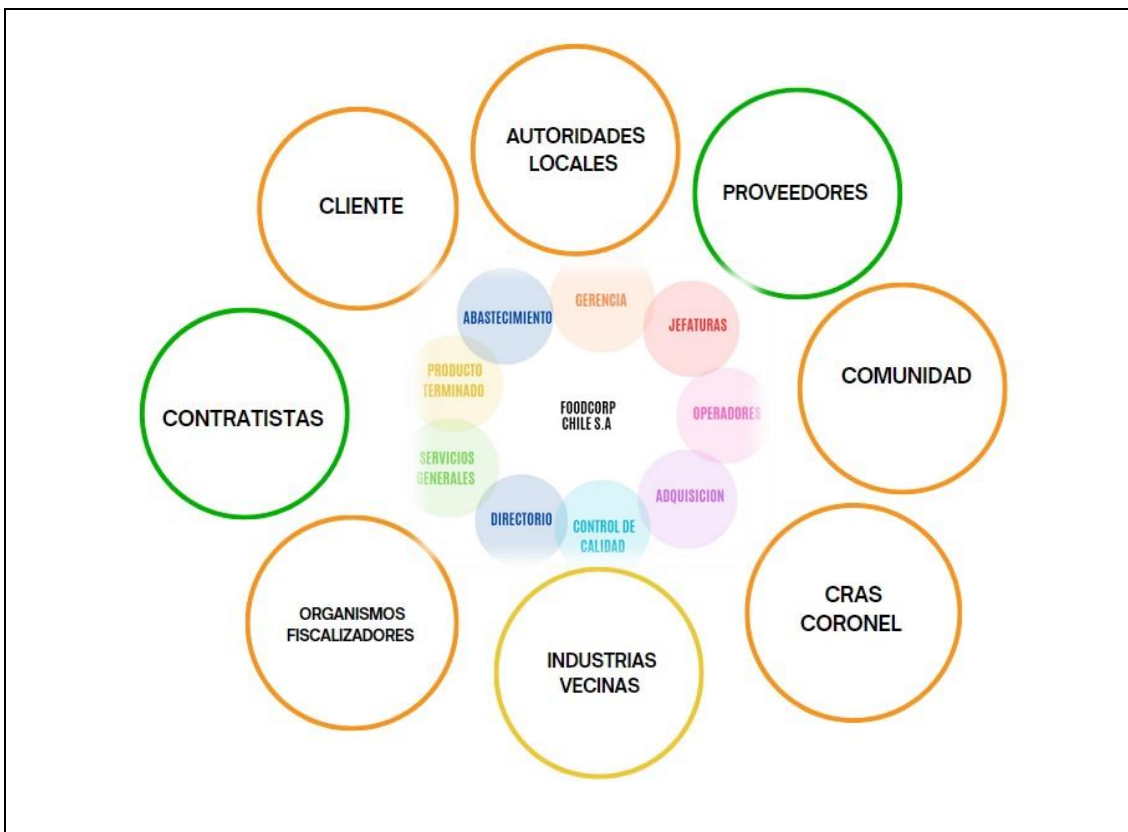 AUTORIDADES
LOCALES
PROVEEDORES
CLIENTE
COMUNIDAD
CONTRATISTAS
CRAS
CORONEL
ORGANISMOS
FISCALIZADORES
INDUSTRIAS
VECINAS
GERENCIA
ABASTECIMIENTO
JEFATURAS
PRODUCTO
TERMINADO
OPERADORES
FOODCORP
CHILE S.A
SERVICIOS
GENERALES
ADQUISICION
DIRECTORIO
CONTROL DE
CALIDAD